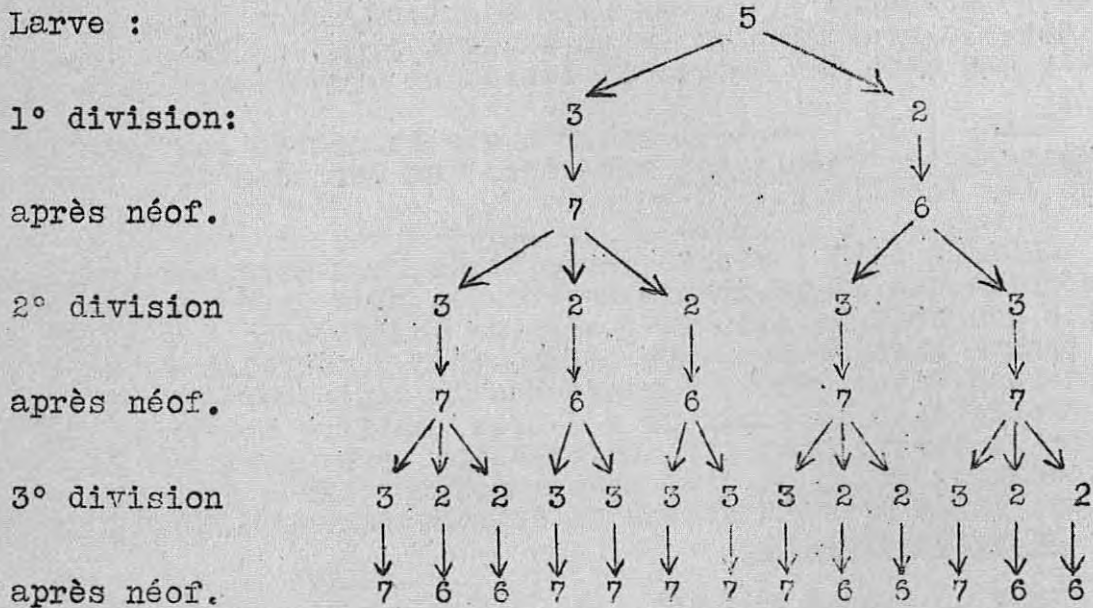 Larve : 5
1° division: 3 2
après néof. 7 6
2° division 3 2 2 3 3
après néof. 7 6 6 7 7
3° division 3 2 2 3 3 3 3 3 2 2 3 2 2
après néof. 7 6 6 7 7 7 7 7 6 6 7 6 6